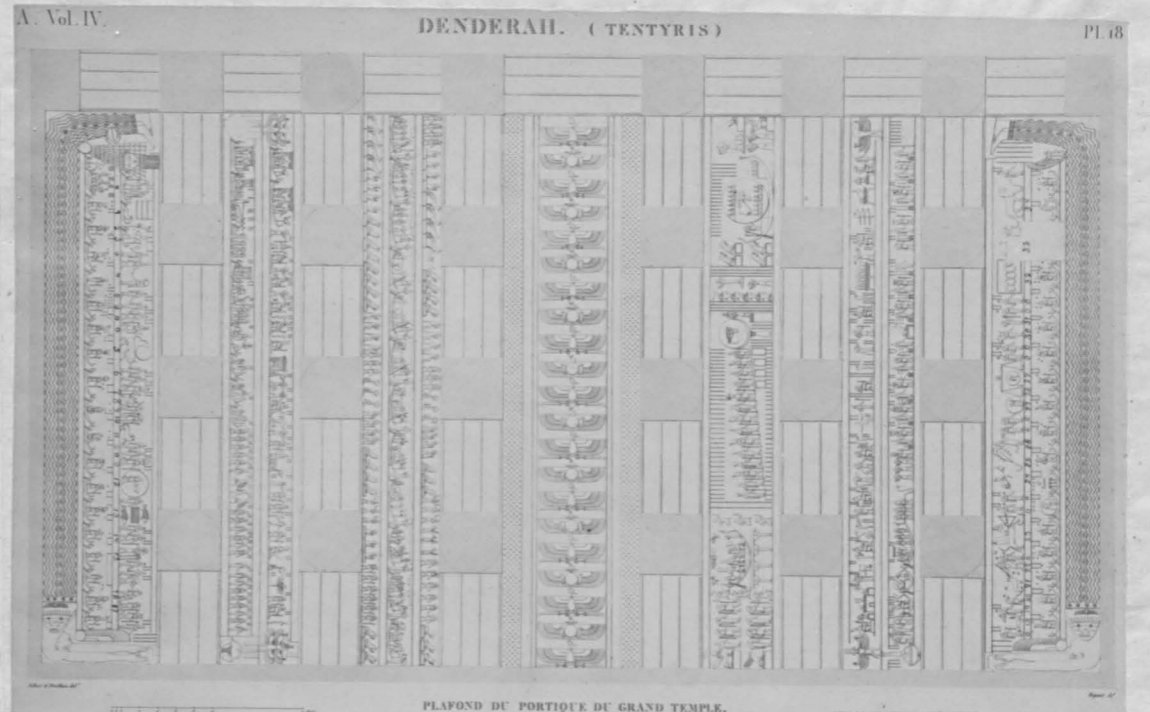 A. Vol. IV.
DENDERAH. ( TENTYRIS )
Pl. 18
PLAFOND DU PORTIQUE DU GRAND TEMPLE.